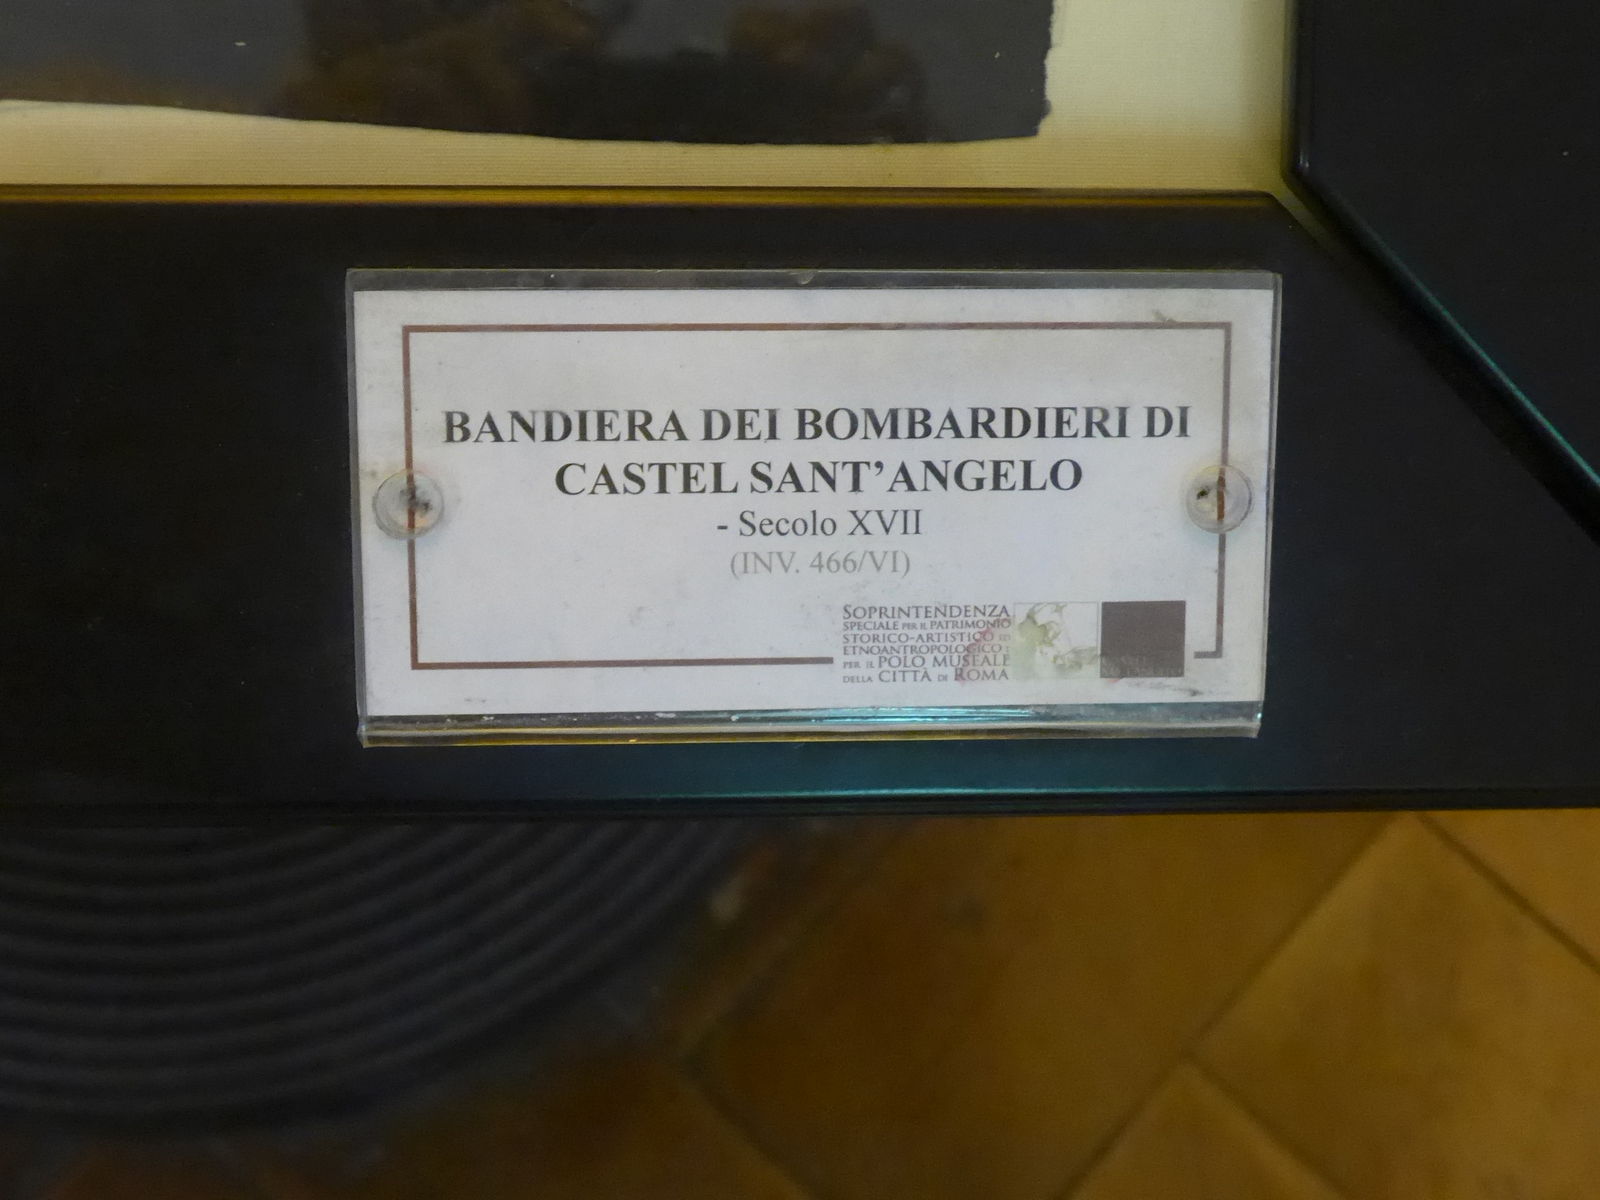 BANDIERA DEI BOMBARDIERI DI
CASTEL SANT’ANGELO
- Secolo XVII
(INV. 466/VI)
SOPRINTENDENZA
SPECIALE PER IL PATRIMONIO
STORICO-ARTISTICO ED
ETNOANTROPOLOGICO E
PER IL POLO MUSEALE
DELLA CITTÀ DI ROMA